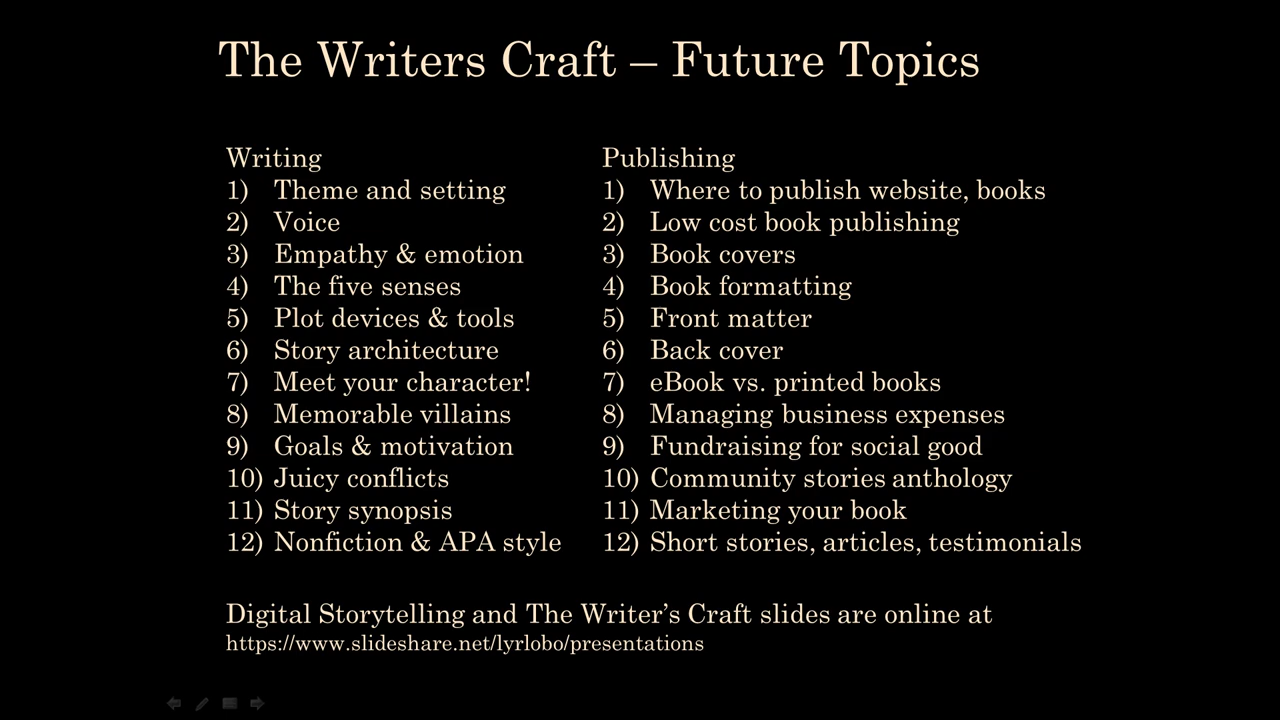 The Writers Craft – Future Topics
Writing
1) Theme and setting
2) Voice
3) Empathy & emotion
4) The five senses
5) Plot devices & tools
6) Story architecture
7) Meet your character!
8) Memorable villains
9) Goals & motivation
10) Juicy conflicts
11) Story synopsis
12) Nonfiction & APA style
Publishing
1) Where to publish website, books
2) Low cost book publishing
3) Book covers
4) Book formatting
5) Front matter
6) Back cover
7) eBook vs. printed books
8) Managing business expenses
9) Fundraising for social good
10) Community stories anthology
11) Marketing your book
12) Short stories, articles, testimonials
Digital Storytelling and The Writer’s Craft slides are online at
https://www.slideshare.net/lyrlobo/presentations